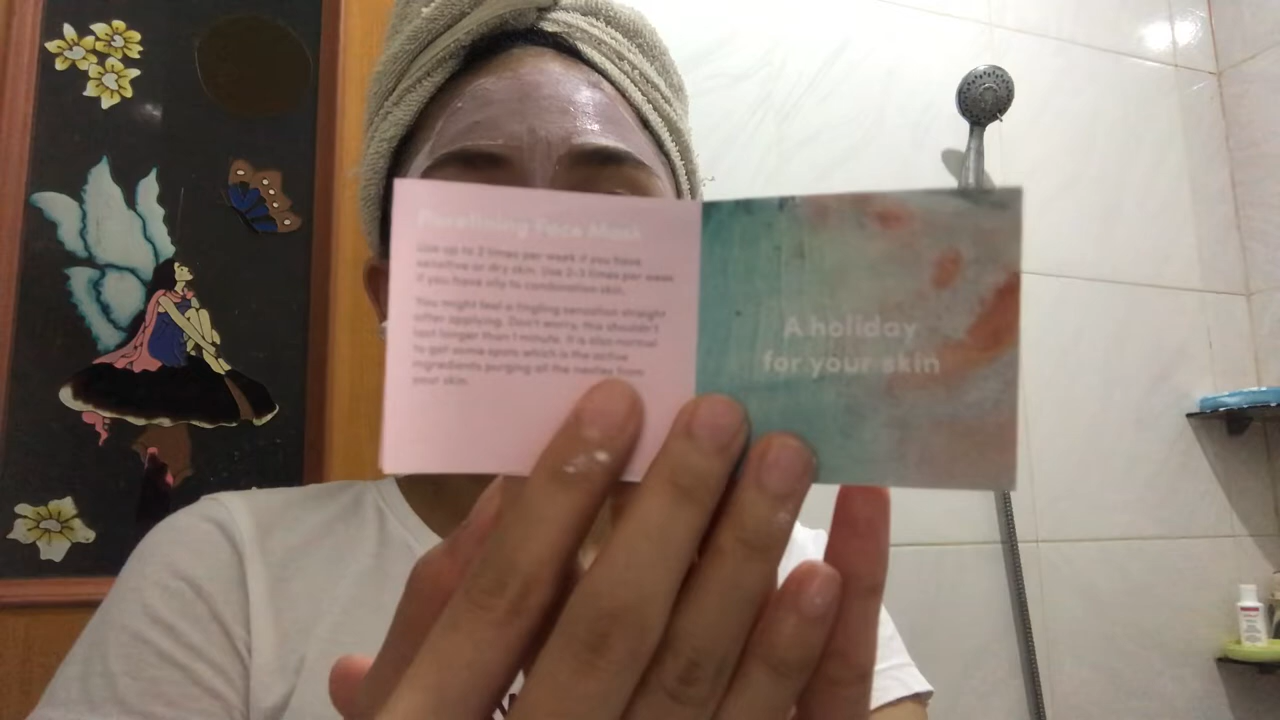 Porefining Face Mask
Use up to 2 times per week if you have
sensitive or dry skin. Use 2-3 times per week
if you have oily to combination skin.
You might feel a tingling sensation straight
after applying. Don't worry, this shouldn't
last longer than 1 minute. It is also normal
to get some spots which is the active
ingredients purging all the nasties from
your skin.
A holiday
for your skin